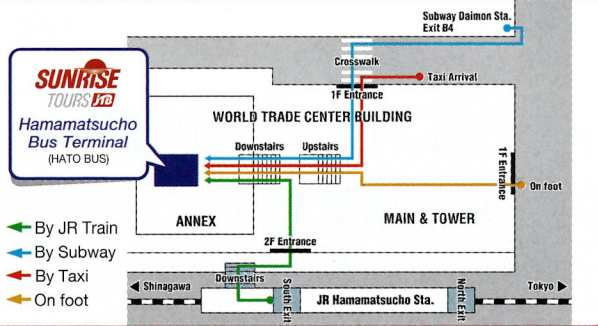 Subway Daimon Sta.
Exit B4
Crosswalk
Taxi Arrival
1F Entrance
SUNRISE
TOURS JTB
Hamamatsucho
Bus Terminal
(HATO BUS)
WORLD TRADE CENTER BUILDING
Downstairs
Upstairs
1F Entrance
On foot
ANNEX
MAIN & TOWER
By JR Train
By Subway
By Taxi
On foot
2F Entrance
Downstairs
Shinagawa
South Exit
JR Hamamatsucho Sta.
North Exit
Tokyo